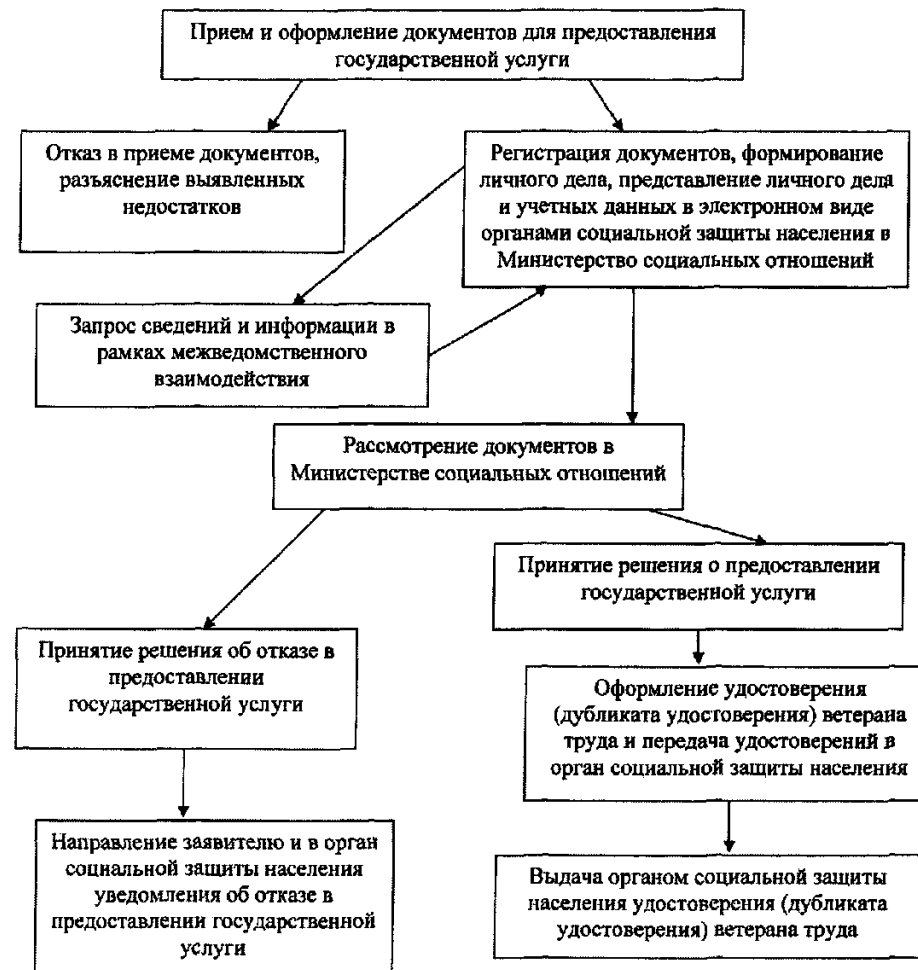 Прием и оформление документов для предоставления
государственной услуги
Отказ в приеме документов,
разъяснение выявленных
недостатков
Регистрация документов, формирование
личного дела, представление личного дела
и учетных данных в электронном виде
органами социальной защиты населения в
Министерство социальных отношений
Запрос сведений и информации в
рамках межведомственного
взаимодействия
Рассмотрение документов в
Министерстве социальных отношений
Принятие решения о предоставлении
государственной услуги
Принятие решения об отказе в
предоставлении
государственной услуги
Оформление удостоверения
(дубликата удостоверения) ветерана
труда и передача удостоверений в
орган социальной защиты населения
Направление заявителю и в орган
социальной защиты населения
уведомления об отказе в
предоставлении государственной
услуги
Выдача органом социальной защиты
населения удостоверения (дубликата
удостоверения) ветерана труда